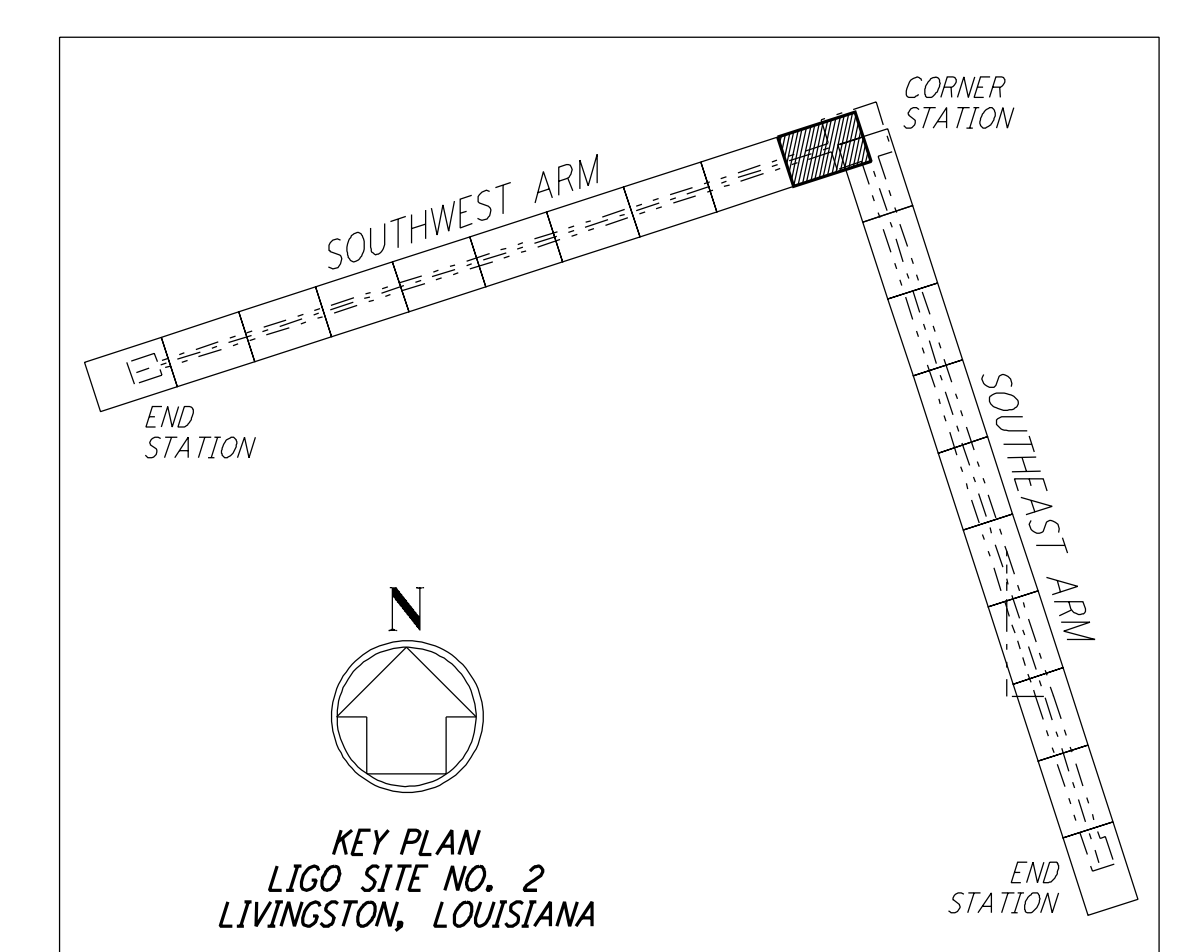 CORNER
STATION
SOUTHWEST ARM
END
STATION
SOUTHEAST ARM
N
KEY PLAN
LIGO SITE NO. 2
LIVINGSTON, LOUISIANA
END
STATION